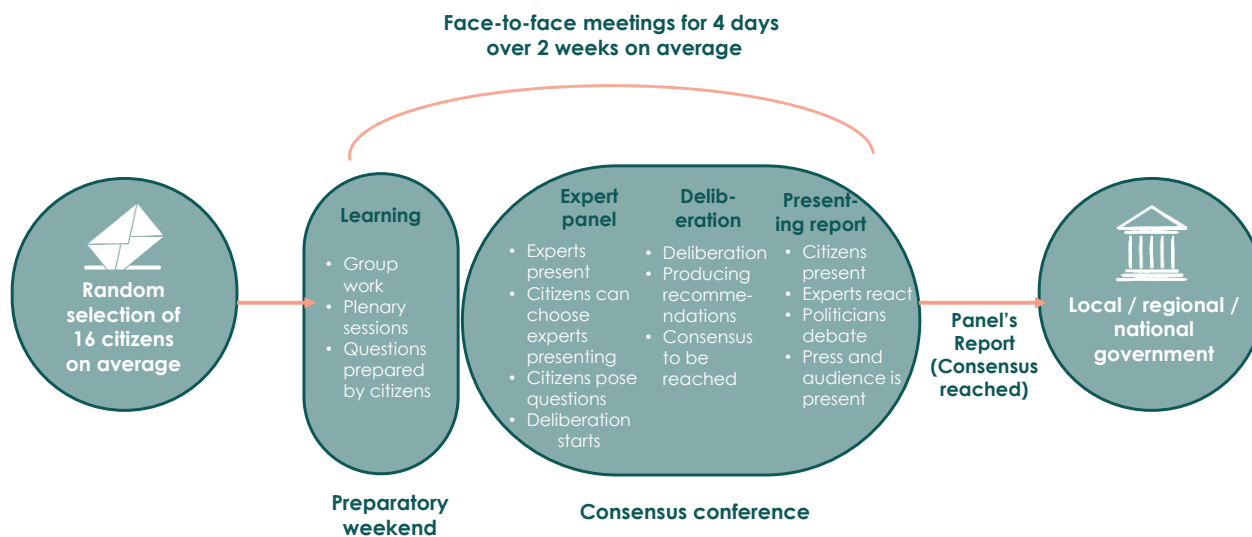 Face-to-face meetings for 4 days
over 2 weeks on average
Random
selection of
16 citizens
on average
Learning
• Group
work
• Plenary
sessions
• Questions
prepared
by citizens
Preparatory
weekend
Expert
panel
• Experts
present
• Citizens can
choose
experts
presenting
• Citizens pose
questions
• Deliberation
starts
Delib-
eration
• Deliberation
• Producing
recomme-
ndations
• Consensus
to be
reached
Present-
ing report
• Citizens
present
• Experts react
• Politicians
debate
• Press and
audience is
present
Consensus conference
Panel's
Report
(Consensus
reached)
Local / regional /
national
government